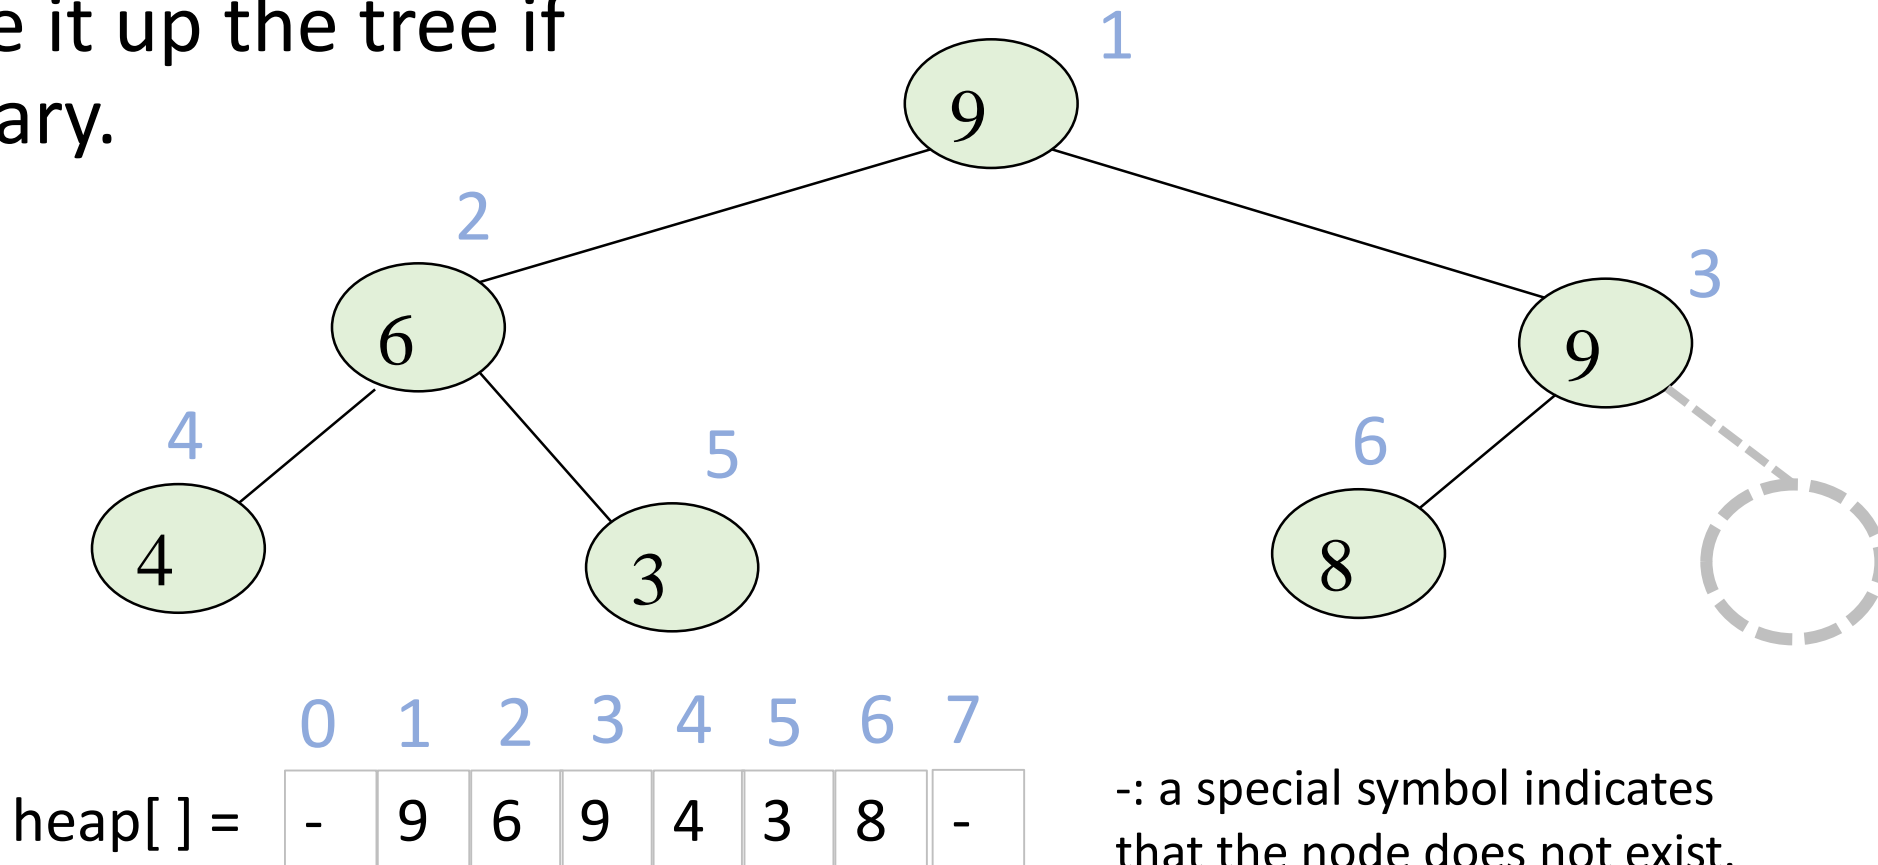 e it up the tree if
ary.
1
9
2
3
6
9
4
5
6
4
3
8
0 1 2 3 4 5 6 7
heap[ ] = - 9 6 9 4 3 8 -
-: a special symbol indicates
that the node does not exist.